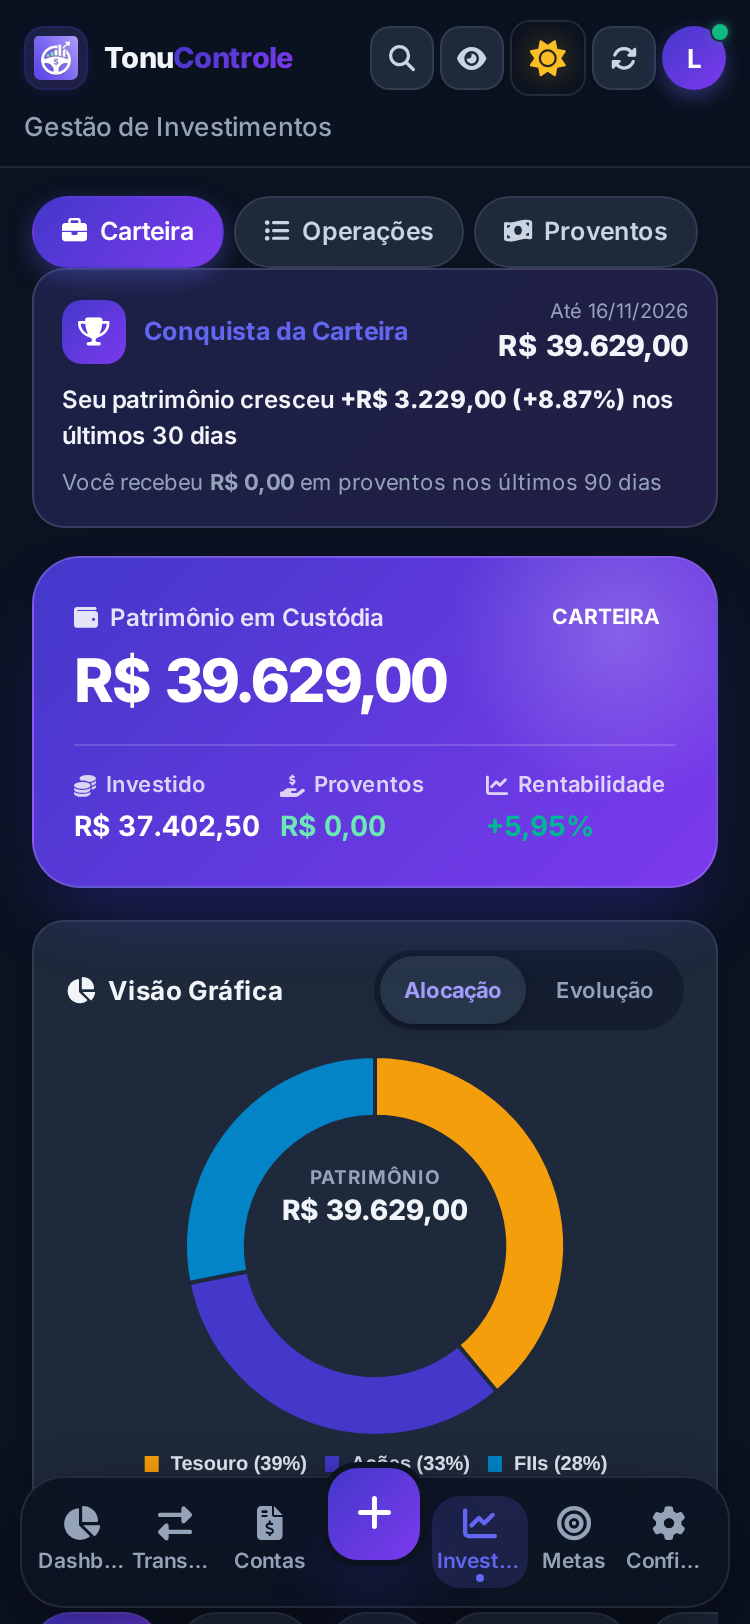 TonuControle
L
Gestão de Investimentos
Carteira
Operações
Proventos
Conquista da Carteira
Até 16/11/2026
R$ 39.629,00
Seu patrimônio cresceu +R$ 3.229,00 (+8.87%) nos
últimos 30 dias
Você recebeu R$ 0,00 em proventos nos últimos 90 dias
Patrimônio em Custódia
CARTEIRA
R$ 39.629,00
Investido
Proventos
Rentabilidade
R$ 37.402,50
R$ 0,00
+5,95%
Visão Gráfica
Alocação
Evolução
PATRIMÔNIO
R$ 39.629,00
Tesouro (39%)
Ações (33%)
FIIs (28%)
Dashb...
Trans...
Contas
Invest...
Metas
Confi...